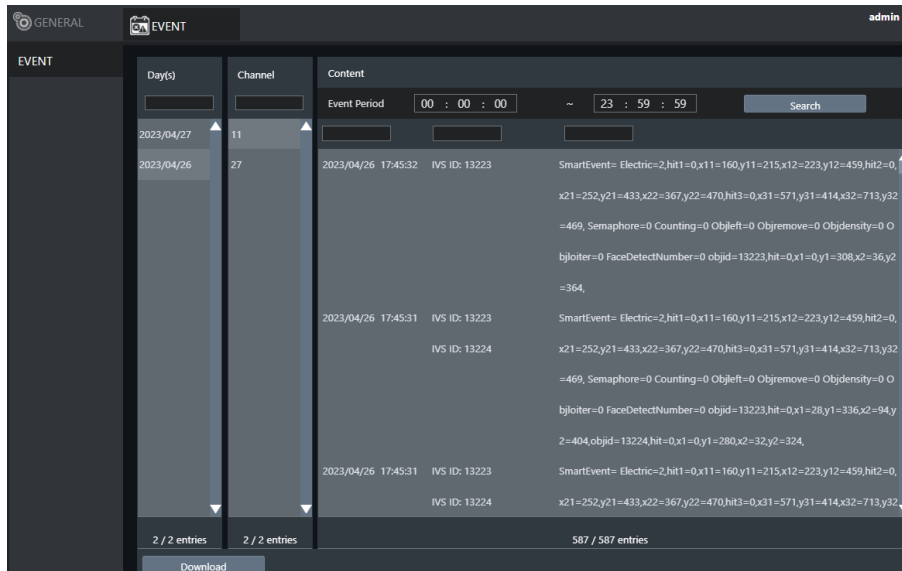 GENERAL
EVENT
admin
EVENT
Day(s)
Channel
Content
Event Period
00 : 00 : 00
~
23 : 59 : 59
Search
2023/04/27
11
2023/04/26
27
2023/04/26 17:45:32 IVS ID: 13223 SmartEvent= Electric=2,hit1=0,x11=160,y11=215,x12=223,y12=459,hit2=0,
x21=252,y21=433,x22=367,y22=470,hit3=0,x31=571,y31=414,x32=713,y32
=469, Semaphore=0 Counting=0 Objleft=0 Objremove=0 Objdensity=0 O
bjloiter=0 FaceDetectNumber=0 objid=13223,hit=0,x1=0,y1=308,x2=36,y2
=364,
2023/04/26 17:45:31 IVS ID: 13223 SmartEvent= Electric=2,hit1=0,x11=160,y11=215,x12=223,y12=459,hit2=0,
IVS ID: 13224 x21=252,y21=433,x22=367,y22=470,hit3=0,x31=571,y31=414,x32=713,y32
=469, Semaphore=0 Counting=0 Objleft=0 Objremove=0 Objdensity=0 O
bjloiter=0 FaceDetectNumber=0 objid=13223,hit=0,x1=28,y1=336,x2=94,y
2=404,objid=13224,hit=0,x1=0,y1=280,x2=32,y2=324,
2023/04/26 17:45:31 IVS ID: 13223 SmartEvent= Electric=2,hit1=0,x11=160,y11=215,x12=223,y12=459,hit2=0,
IVS ID: 13224 x21=252,y21=433,x22=367,y22=470,hit3=0,x31=571,y31=414,x32=713,y32
2 / 2 entries
2 / 2 entries
587 / 587 entries
Download